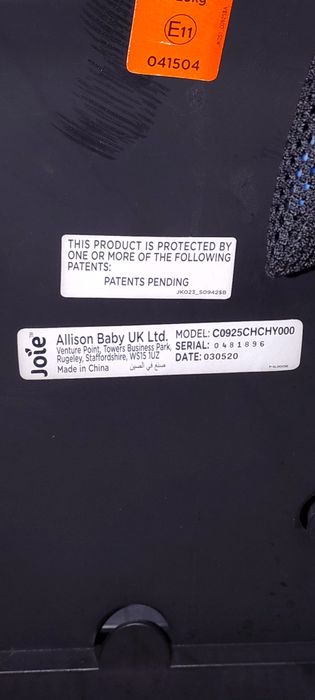 E11
041504
THIS PRODUCT IS PROTECTED BY
ONE OR MORE OF THE FOLLOWING
PATENTS:
PATENTS PENDING
JK023_S09425B
Joie™
Allison Baby UK Ltd.
Venture Point, Towers Business Park,
Rugeley, Staffordshire, WS15 1UZ
Made in China صنع في الصين
MODEL: C0925CHCHY000
SERIAL: 0481896
DATE: 030520